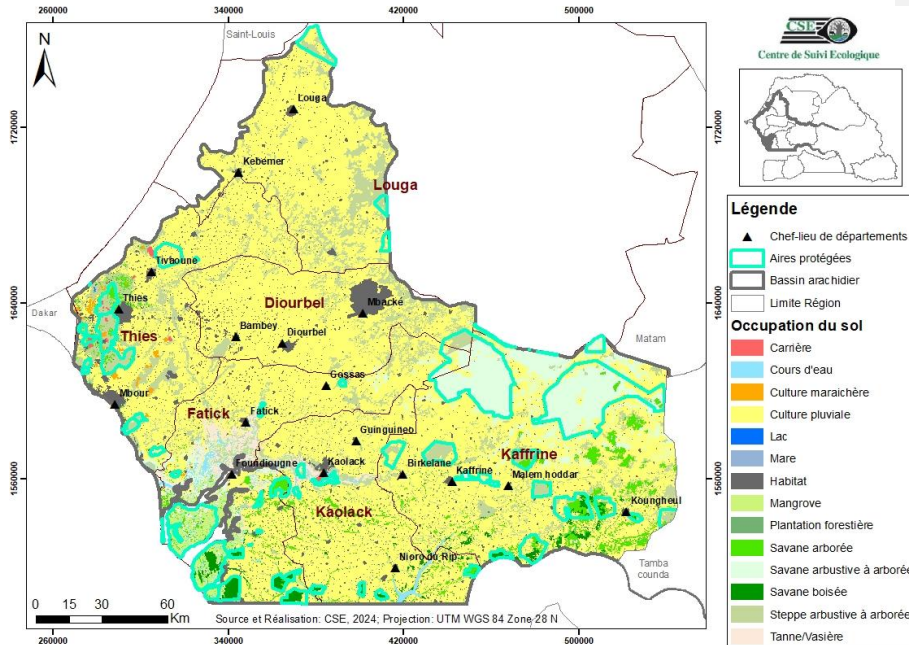 260000 340000 420000 500000
N
Saint-Louis
Louga
Kebemer
Louga
Tivaoune
Thies
Thies
Dakar
Diourbel
Mbacké
Bambey
Diourbel
Matam
Mbour
Gossas
Fatick
Fatick
Guinguineo
Foundiougne
Kaolack
Birkelane
Kaffrine
Kaffrine
Malem hoddar
Koungheul
Kaolack
Nioro du Rip
Tamba
counda
1720000
1640000
1560000
1720000
1640000
1560000
0 15 30 60
Km
Source et Réalisation: CSE, 2024; Projection: UTM WGS 84 Zone 28 N
260000 340000 420000 500000
CSE
Centre de Suivi Ecologique
Légende
Chef-lieu de départements
Aires protégées
Bassin arachidier
Limite Région
Occupation du sol
Carrière
Cours d'eau
Culture maraichère
Culture pluviale
Lac
Mare
Habitat
Mangrove
Plantation forestière
Savane arborée
Savane arbustive à arborée
Savane boisée
Steppe arbustive à arborée
Tanne/Vasière